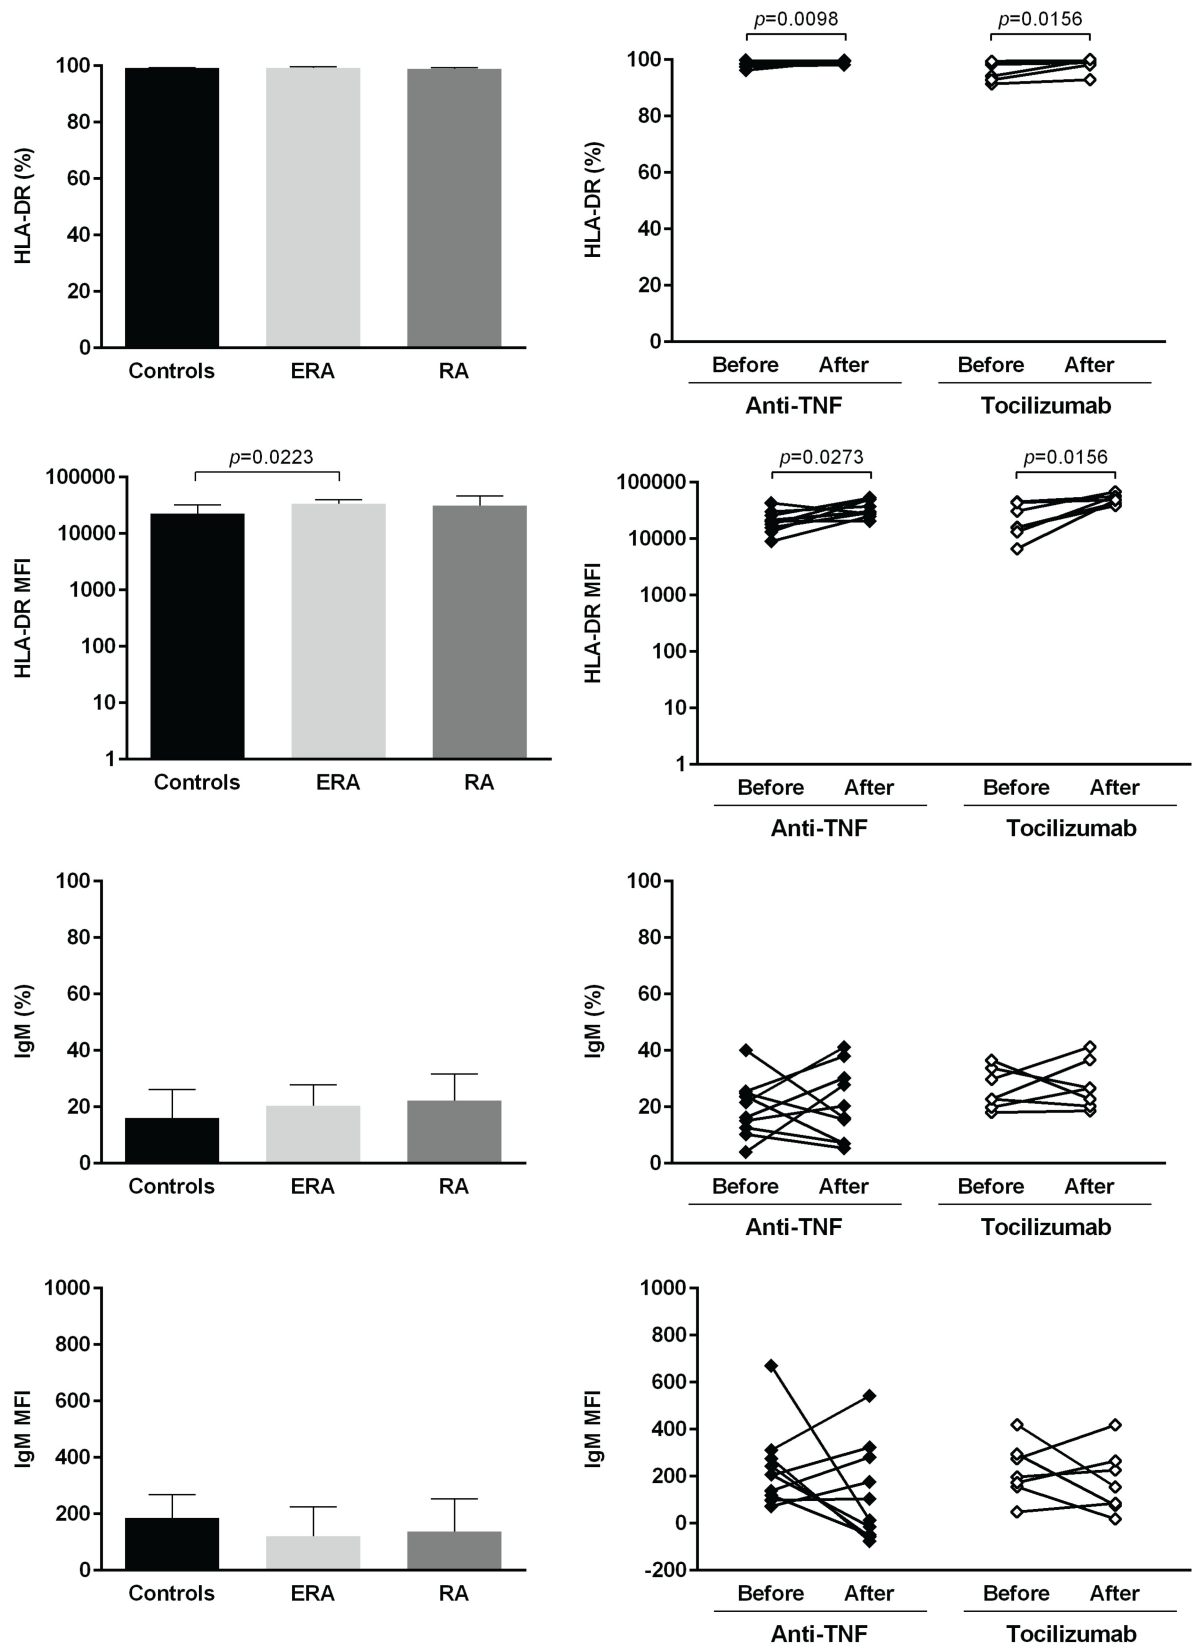 HLA-DR (%)
100
80
60
40
20
0
Controls ERA RA
p=0.0098 p=0.0156
HLA-DR (%)
100
80
60
40
20
0
Before After Before After
Anti-TNF Tocilizumab
p=0.0223
HLA-DR MFI
100000
10000
1000
100
10
1
Controls ERA RA
p=0.0273 p=0.0156
HLA-DR MFI
100000
10000
1000
100
10
1
Before After Before After
Anti-TNF Tocilizumab
IgM (%)
100
80
60
40
20
0
Controls ERA RA
IgM (%)
100
80
60
40
20
0
Before After Before After
Anti-TNF Tocilizumab
IgM MFI
1000
800
600
400
200
0
Controls ERA RA
IgM MFI
1000
800
600
400
200
0
-200
Before After Before After
Anti-TNF Tocilizumab